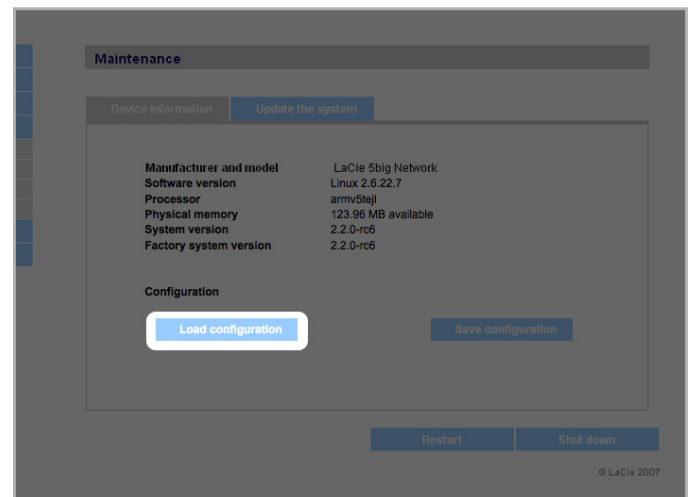 Maintenance
Device Information Update the system
Manufacturer and model LaCie 5big Network
Software version Linux 2.6.22.7
Processor armv5tejl
Physical memory 123.96 MB available
System version 2.2.0-rc6
Factory system version 2.2.0-rc6
Configuration
Load configuration Save configuration
Restart Shut down
© LaCie 2007